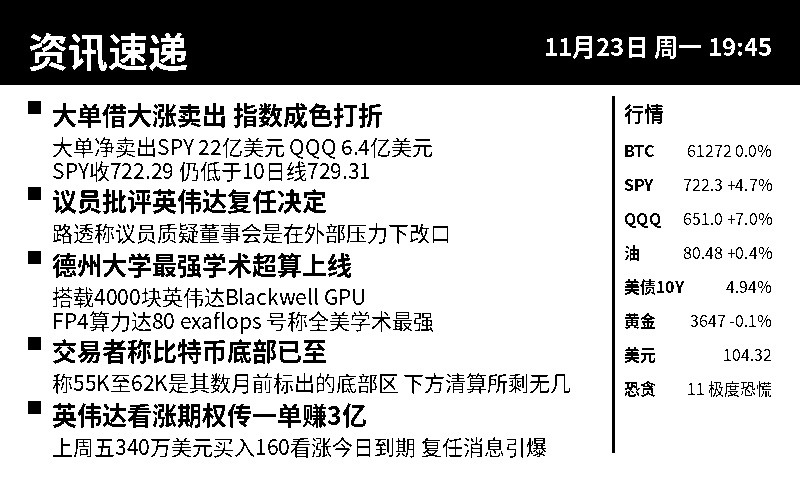 资讯速递
11月23日 周一 19:45
大单借大涨卖出 指数成色打折
大单净卖出SPY 22亿美元 QQQ 6.4亿美元
SPY收722.29 仍低于10日线729.31
议员批评英伟达复任决定
路透称议员质疑董事会是在外部压力下改口
德州大学最强学术超算上线
搭载4000块英伟达Blackwell GPU
FP4算力达80 exaflops 号称全美学术最强
交易者称比特币底部已至
称55K至62K是其数月前标出的底部区 下方清算所剩无几
英伟达看涨期权传一单赚3亿
上周五340万美元买入160看涨今日到期 复任消息引爆
行情
BTC 61272 0.0%
SPY 722.3 +4.7%
QQQ 651.0 +7.0%
油 80.48 +0.4%
美债10Y 4.94%
黄金 3647 -0.1%
美元 104.32
恐贪 11 极度恐慌